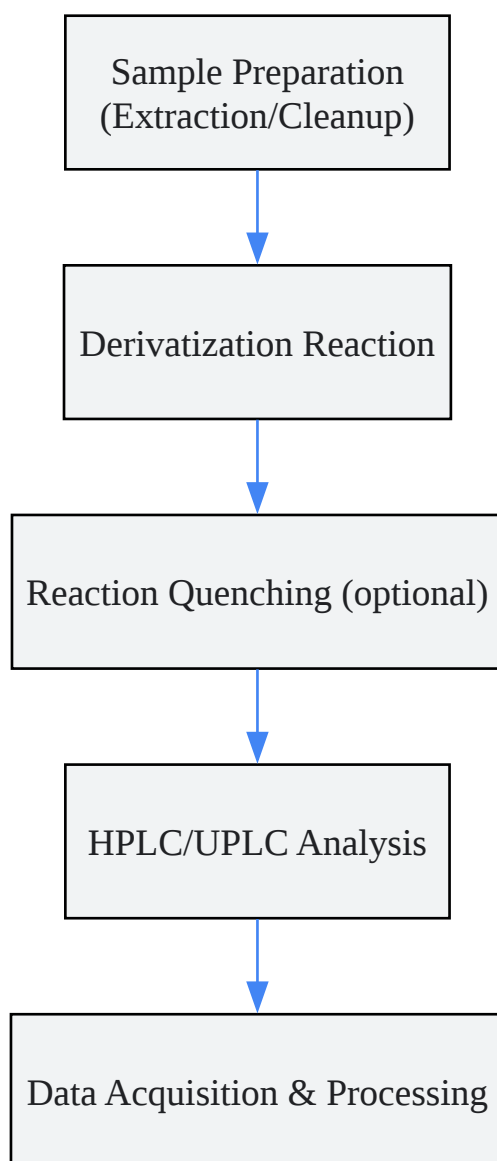 Sample Preparation
(Extraction/Cleanup)
Derivatization Reaction
Reaction Quenching (optional)
HPLC/UPLC Analysis
Data Acquisition & Processing